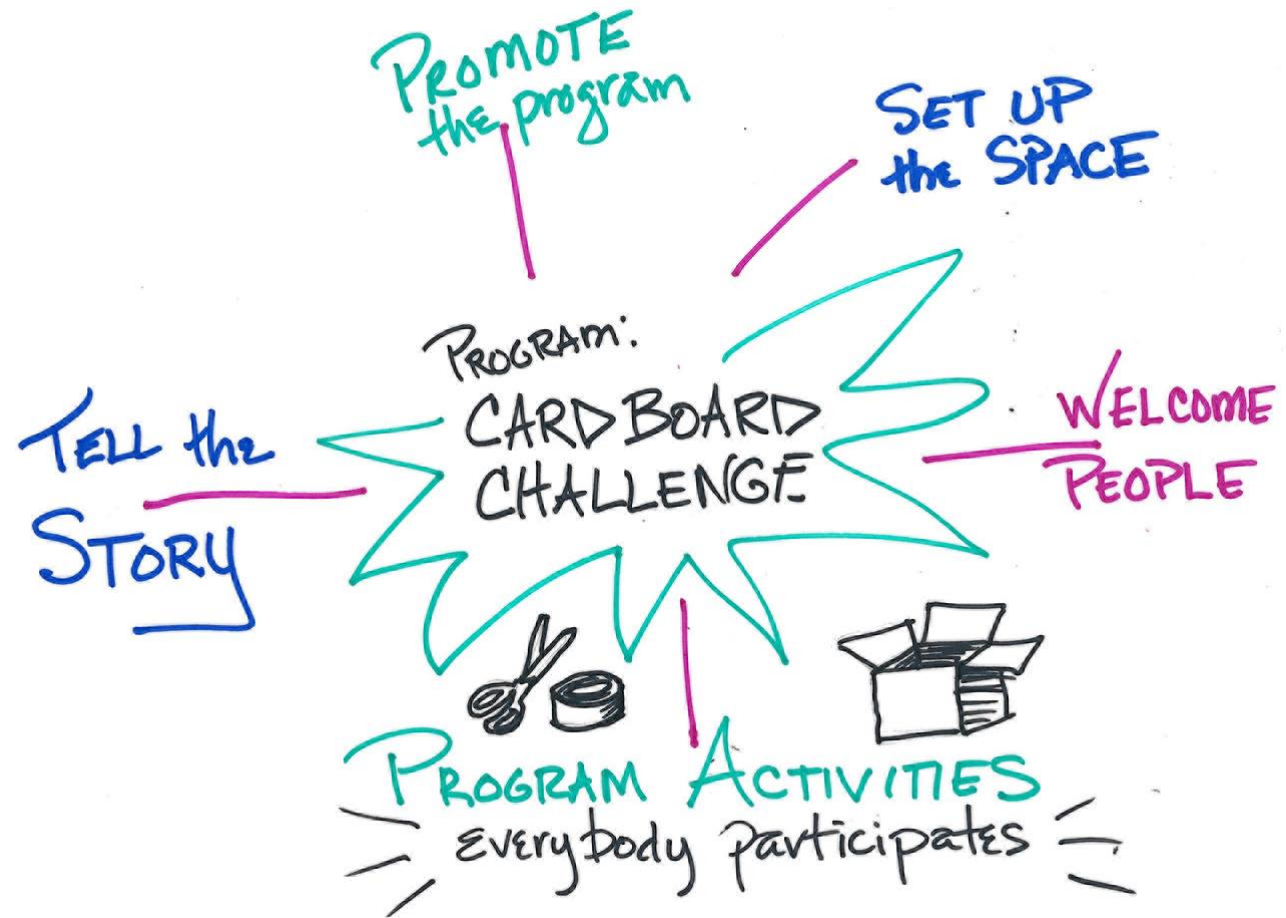 PROMOTE
the program
SET UP
the SPACE
PROGRAM:
CARDBOARD
CHALLENGE
WELCOME
PEOPLE
TELL the
STORY
PROGRAM ACTIVITIES
everybody participates